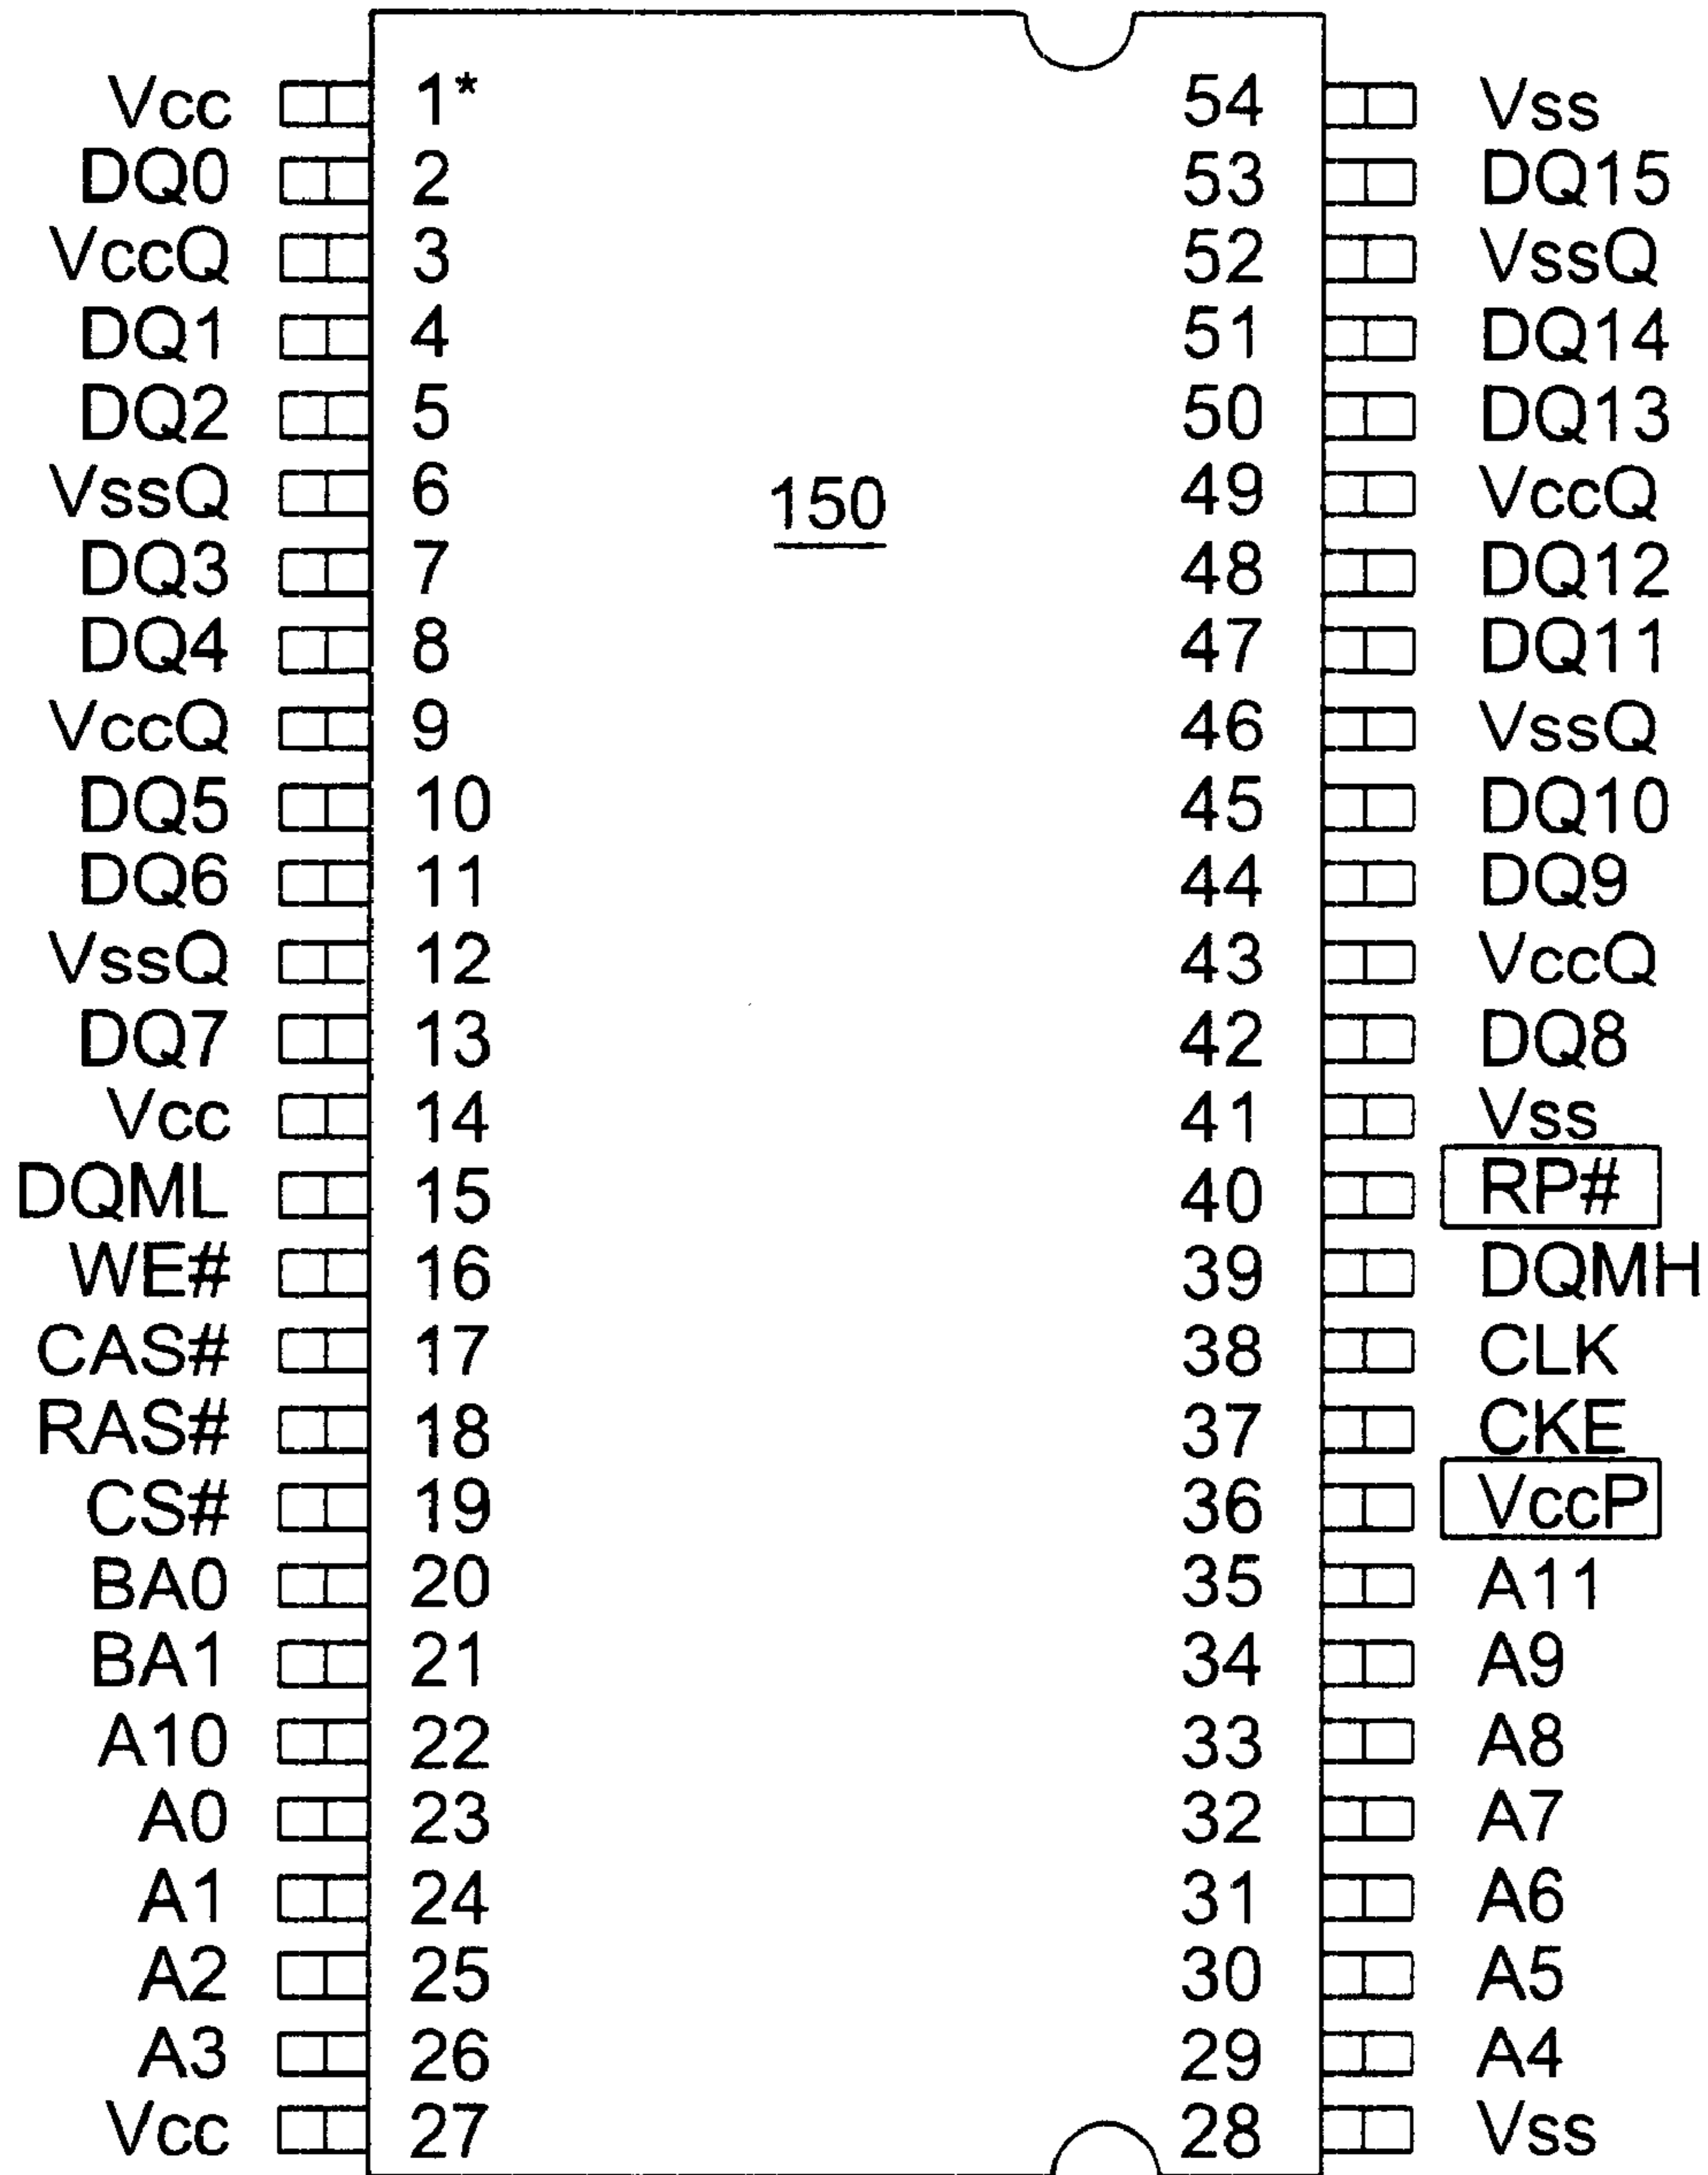 Vcc 1* 54 Vss
DQ0 2 53 DQ15
VccQ 3 52 VssQ
DQ1 4 51 DQ14
DQ2 5 50 DQ13
VssQ 6 49 VccQ
150
DQ3 7 48 DQ12
DQ4 8 47 DQ11
VccQ 9 46 VssQ
DQ5 10 45 DQ10
DQ6 11 44 DQ9
VssQ 12 43 VccQ
DQ7 13 42 DQ8
Vcc 14 41 Vss
DQML 15 40 RP#
WE# 16 39 DQMH
CAS# 17 38 CLK
RAS# 18 37 CKE
CS# 19 36 VccP
BA0 20 35 A11
BA1 21 34 A9
A10 22 33 A8
A0 23 32 A7
A1 24 31 A6
A2 25 30 A5
A3 26 29 A4
Vcc 27 28 Vss